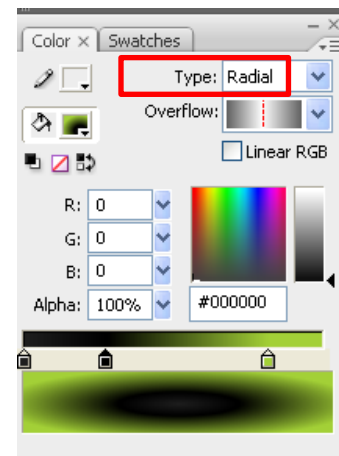 Color × Swatches
Type: Radial
Overflow:
Linear RGB
R: 0
G: 0
B: 0
Alpha: 100% #000000